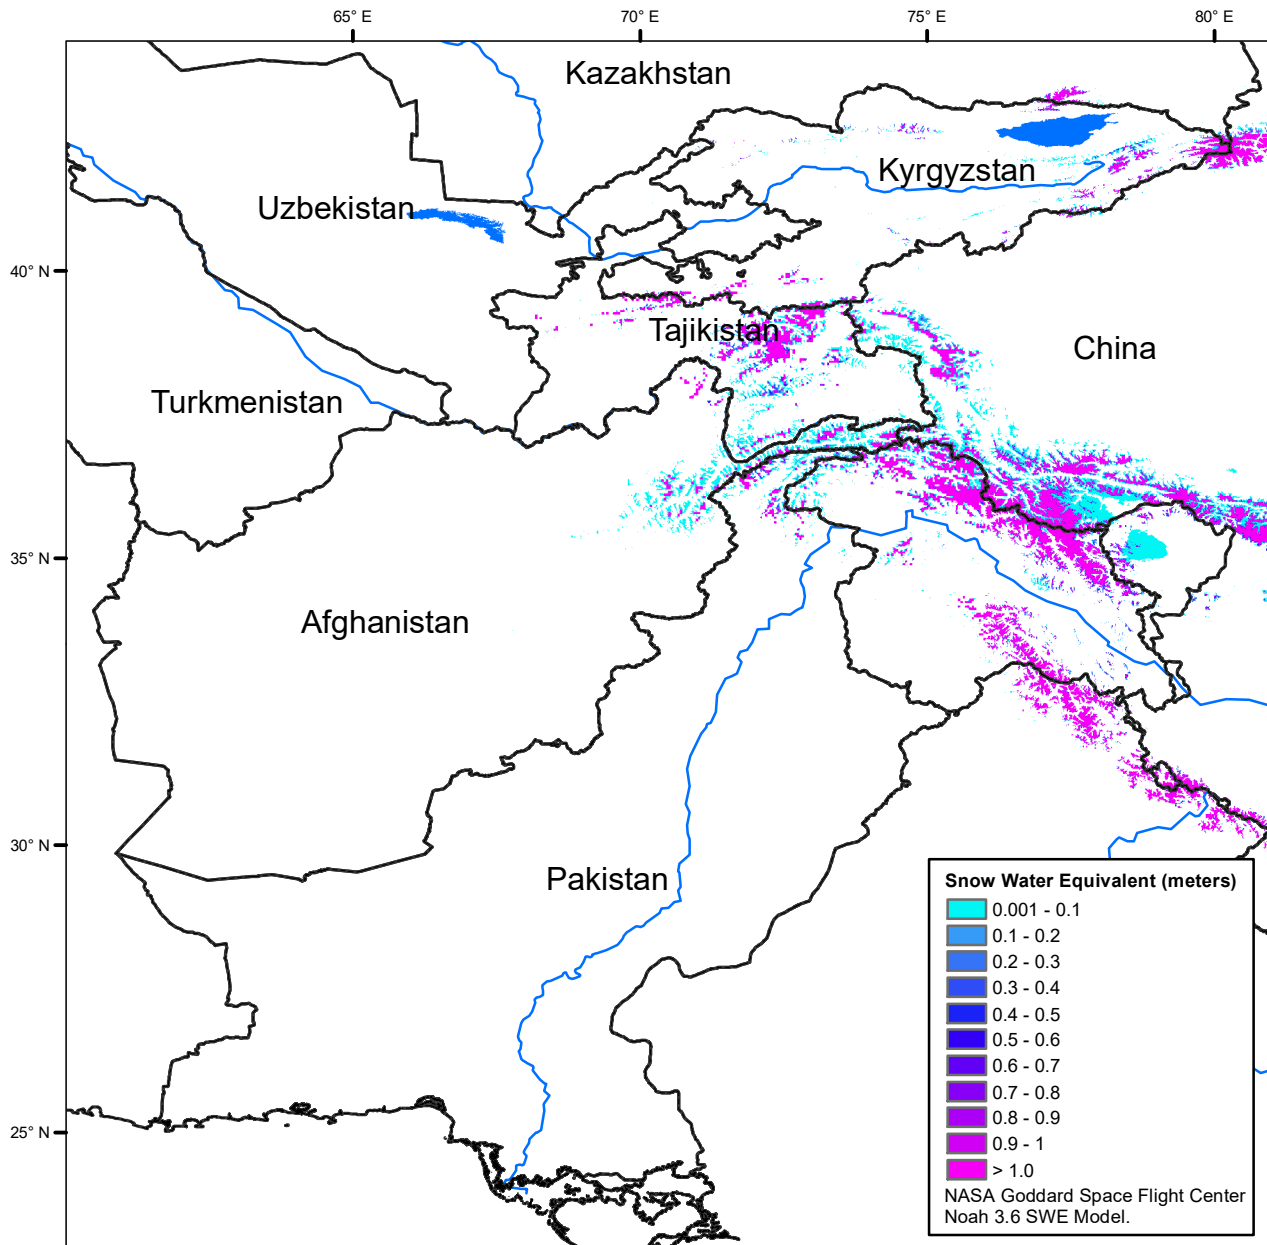 65° E
70° E
75° E
80° E
Kazakhstan
Kyrgyzstan
Uzbekistan
40° N
Tajikistan
China
Turkmenistan
35° N
Afghanistan
30° N
Pakistan
25° N
Snow Water Equivalent (meters)
0.001 - 0.1
0.1 - 0.2
0.2 - 0.3
0.3 - 0.4
0.4 - 0.5
0.5 - 0.6
0.6 - 0.7
0.7 - 0.8
0.8 - 0.9
0.9 - 1
> 1.0
NASA Goddard Space Flight Center
Noah 3.6 SWE Model.